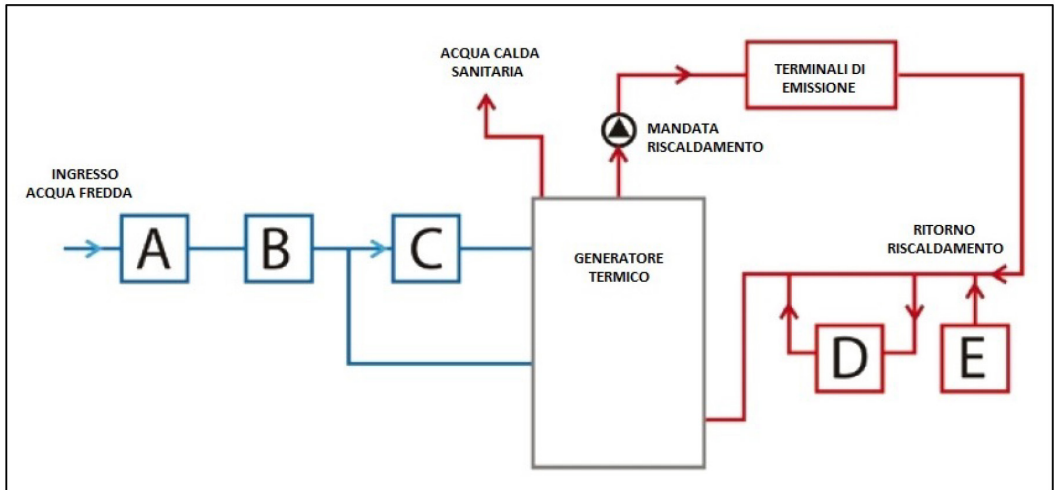 ACQUA CALDA
SANITARIA
TERMINALI DI
EMISSIONE
MANDATA
RISCALDAMENTO
INGRESSO
ACQUA FREDDA
A
B
C
GENERATORE
TERMICO
RITORNO
RISCALDAMENTO
D
E